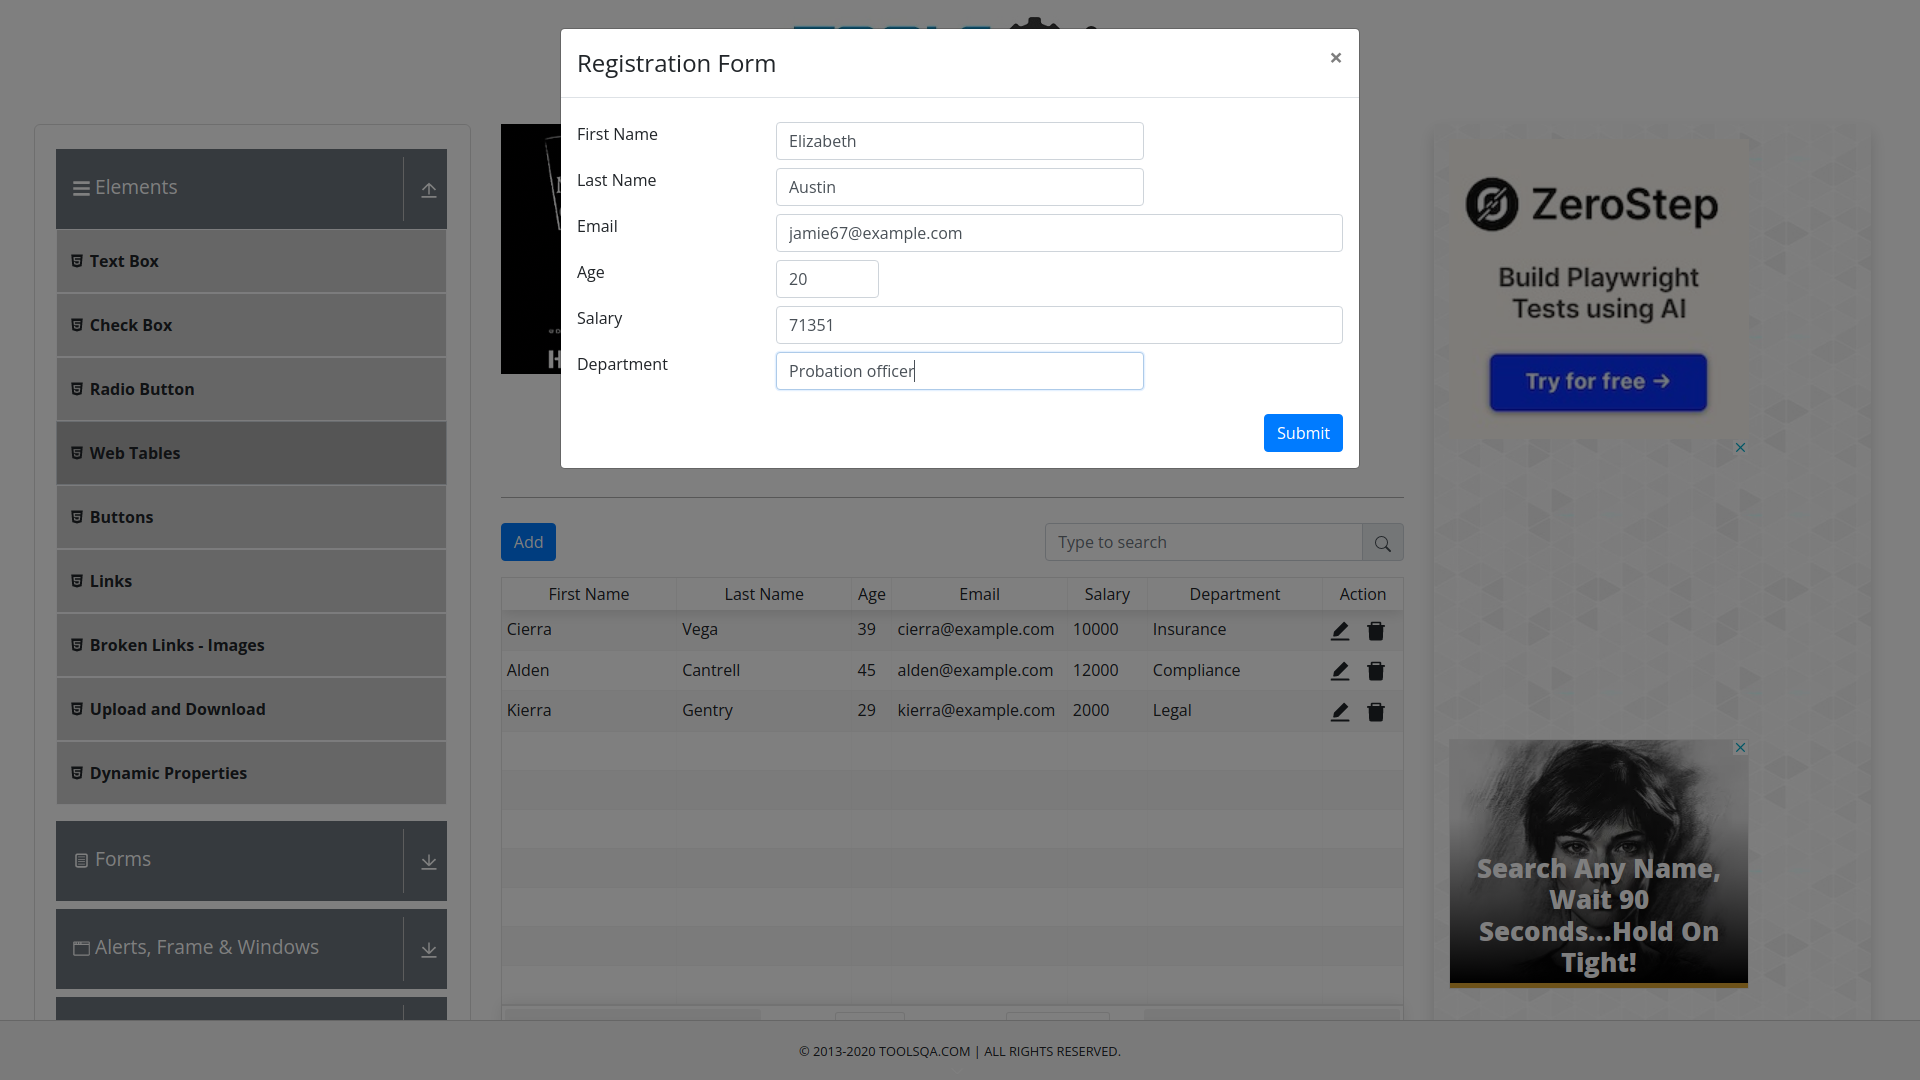 Registration Form
×
First Name
Elizabeth
Last Name
Austin
Email
jamie67@example.com
Age
20
Salary
71351
Department
Probation officer
Submit
Elements
Text Box
Check Box
Radio Button
Web Tables
Buttons
Links
Broken Links - Images
Upload and Download
Dynamic Properties
Forms
Alerts, Frame & Windows
Add
Type to search
First Name Last Name Age Email Salary Department Action
Cierra Vega 39 cierra@example.com 10000 Insurance
Alden Cantrell 45 alden@example.com 12000 Compliance
Kierra Gentry 29 kierra@example.com 2000 Legal
ZeroStep
Build Playwright
Tests using AI
Try for free →
Search Any Name,
Wait 90
Seconds...Hold On
Tight!
© 2013-2020 TOOLSQA.COM | ALL RIGHTS RESERVED.